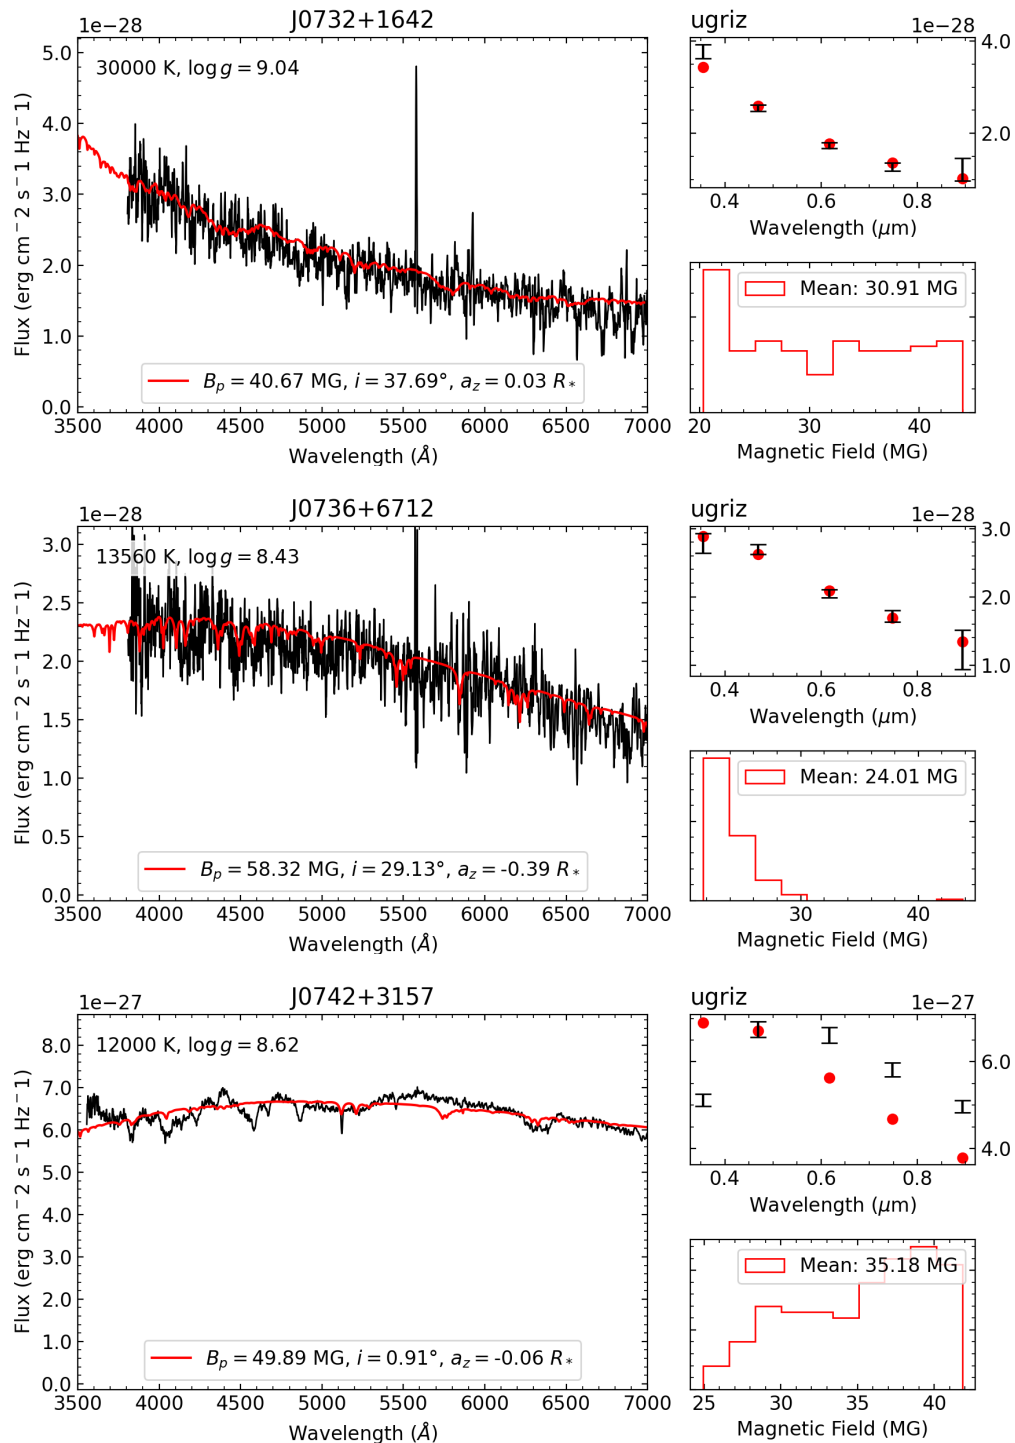 J0732+1642
1e−28
30000 K, log g = 9.04
Flux (erg cm−2 s−1 Hz−1)
5.0
4.0
3.0
2.0
1.0
0.0
B_p = 40.67 MG, i = 37.69°, a_z = 0.03 R_*
3500 4000 4500 5000 5500 6000 6500 7000
Wavelength (Å)
ugriz
1e−28
4.0
2.0
0.4 0.6 0.8
Wavelength (μm)
Mean: 30.91 MG
20 30 40
Magnetic Field (MG)
J0736+6712
1e−28
13560 K, log g = 8.43
Flux (erg cm−2 s−1 Hz−1)
3.0
2.5
2.0
1.5
1.0
0.5
0.0
B_p = 58.32 MG, i = 29.13°, a_z = -0.39 R_*
3500 4000 4500 5000 5500 6000 6500 7000
Wavelength (Å)
ugriz
1e−28
3.0
2.0
1.0
0.4 0.6 0.8
Wavelength (μm)
Mean: 24.01 MG
30 40
Magnetic Field (MG)
J0742+3157
1e−27
12000 K, log g = 8.62
Flux (erg cm−2 s−1 Hz−1)
8.0
7.0
6.0
5.0
4.0
3.0
2.0
1.0
0.0
B_p = 49.89 MG, i = 0.91°, a_z = -0.06 R_*
3500 4000 4500 5000 5500 6000 6500 7000
Wavelength (Å)
ugriz
1e−27
6.0
4.0
0.4 0.6 0.8
Wavelength (μm)
Mean: 35.18 MG
25 30 35 40
Magnetic Field (MG)